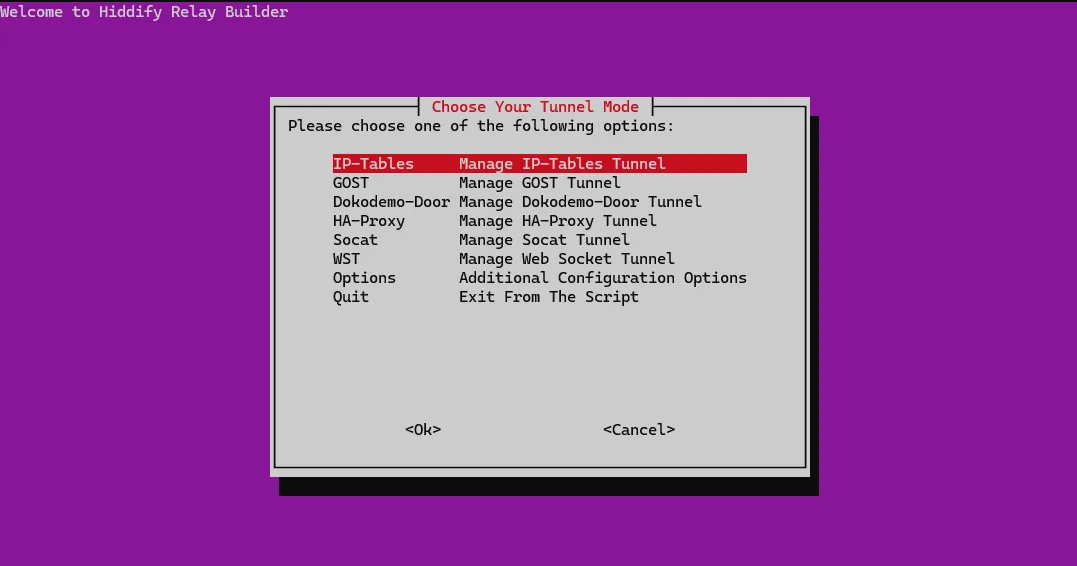 Welcome to Hiddify Relay Builder
Choose Your Tunnel Mode
Please choose one of the following options:
IP-Tables Manage IP-Tables Tunnel
GOST Manage GOST Tunnel
Dokodemo-Door Manage Dokodemo-Door Tunnel
HA-Proxy Manage HA-Proxy Tunnel
Socat Manage Socat Tunnel
WST Manage Web Socket Tunnel
Options Additional Configuration Options
Quit Exit From The Script
<Ok> <Cancel>